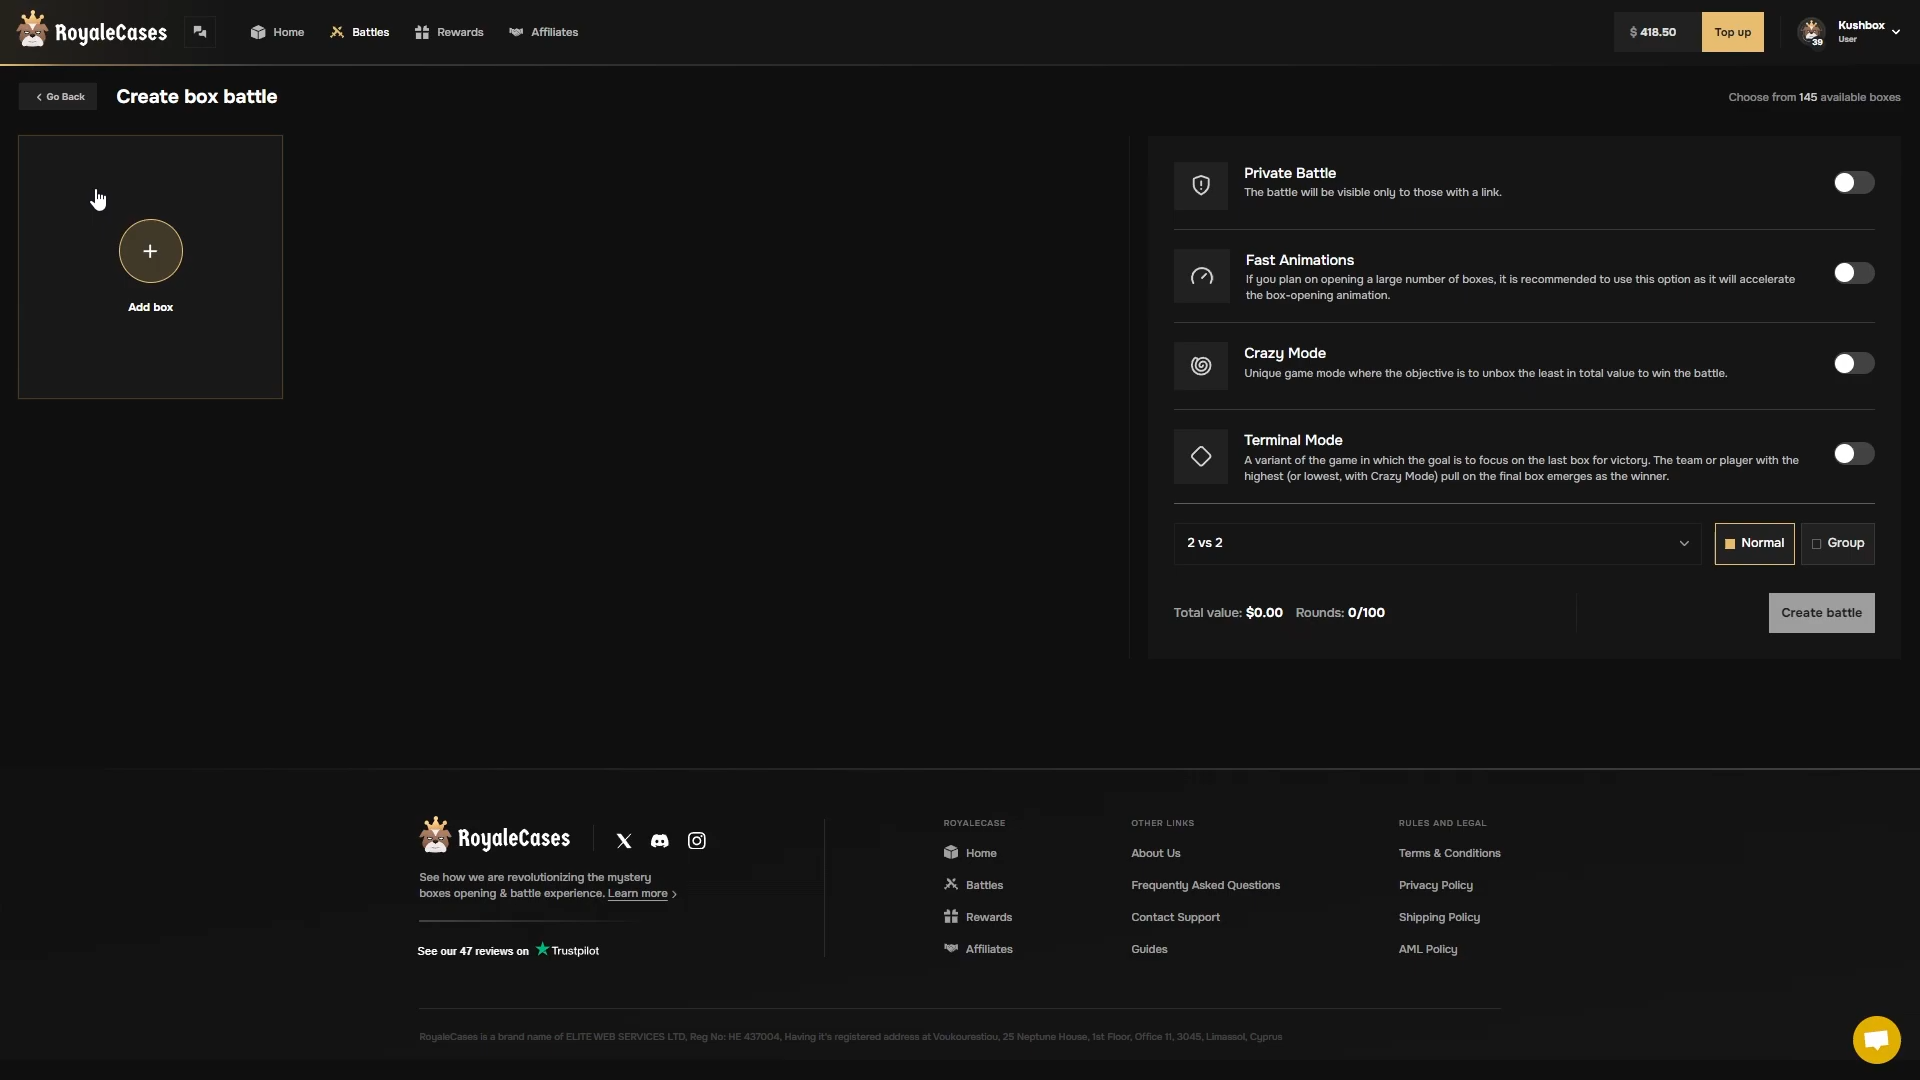 RoyaleCases
Home
Battles
Rewards
Affiliates
$ 418.50
Top up
39
Kushbox
User
Go Back
Create box battle
Choose from 145 available boxes
Add box
Private Battle
The battle will be visible only to those with a link.
Fast Animations
If you plan on opening a large number of boxes, it is recommended to use this option as it will accelerate
the box-opening animation.
Crazy Mode
Unique game mode where the objective is to unbox the least in total value to win the battle.
Terminal Mode
A variant of the game in which the goal is to focus on the last box for victory. The team or player with the
highest (or lowest, with Crazy Mode) pull on the final box emerges as the winner.
2 vs 2
Normal
Group
Total value: $0.00 Rounds: 0/100
Create battle
RoyaleCases
See how we are revolutionizing the mystery
boxes opening & battle experience. Learn more
See our 47 reviews on Trustpilot
ROYALECASE
Home
Battles
Rewards
Affiliates
OTHER LINKS
About Us
Frequently Asked Questions
Contact Support
Guides
RULES AND LEGAL
Terms & Conditions
Privacy Policy
Shipping Policy
AML Policy
RoyaleCases is a brand name of ELITE WEB SERVICES LTD, Reg No: HE 437004, Having it's registered address at Voukourestiou, 25 Neptune House, 1st Floor, Office 11, 3045, Limassol, Cyprus